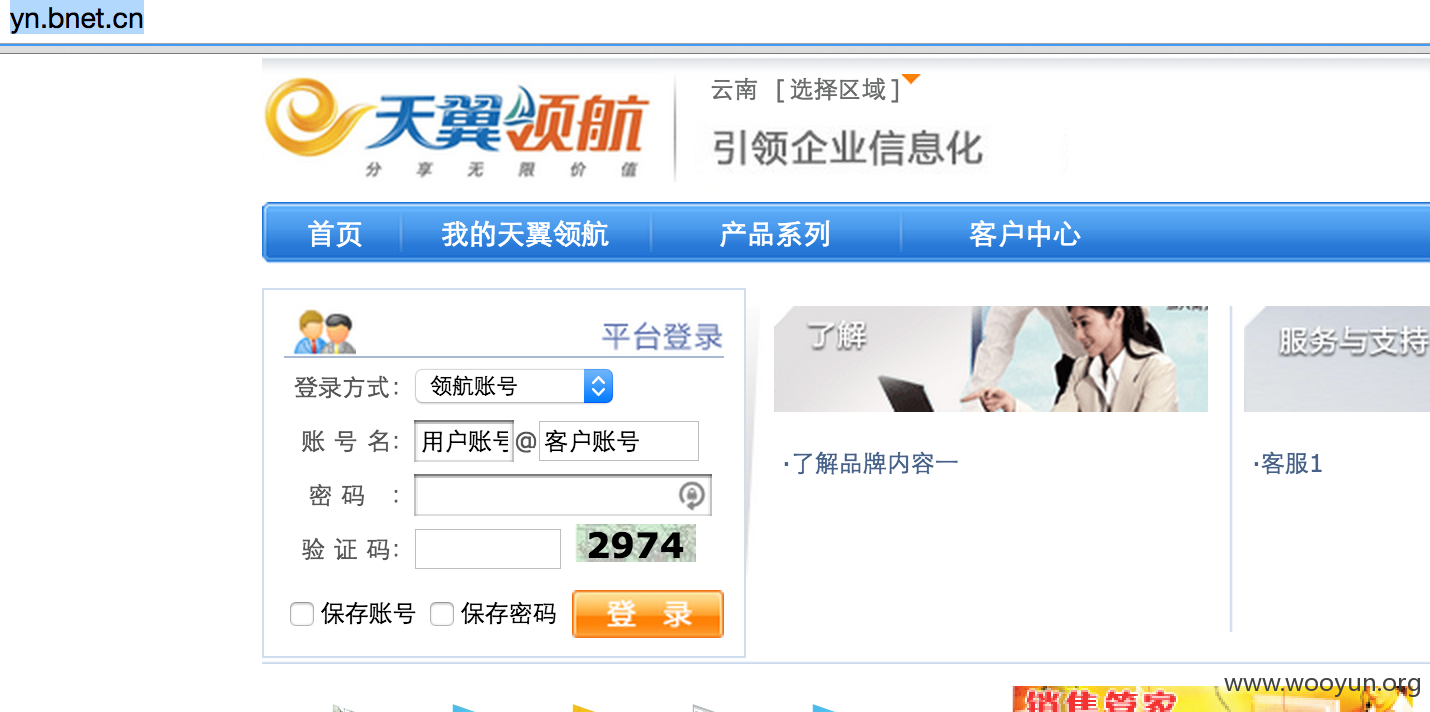 yn.bnet.cn
天翼领航
分享无限价值
云南 [选择区域]
引领企业信息化
首页 我的天翼领航 产品系列 客户中心
平台登录
登录方式: 领航账号
账号名: 用户账号@客户账号
密码:
验证码: 2974
保存账号 保存密码 登录
了解
·了解品牌内容一
服务与支持
·客服1
销售管家
www.wooyun.org